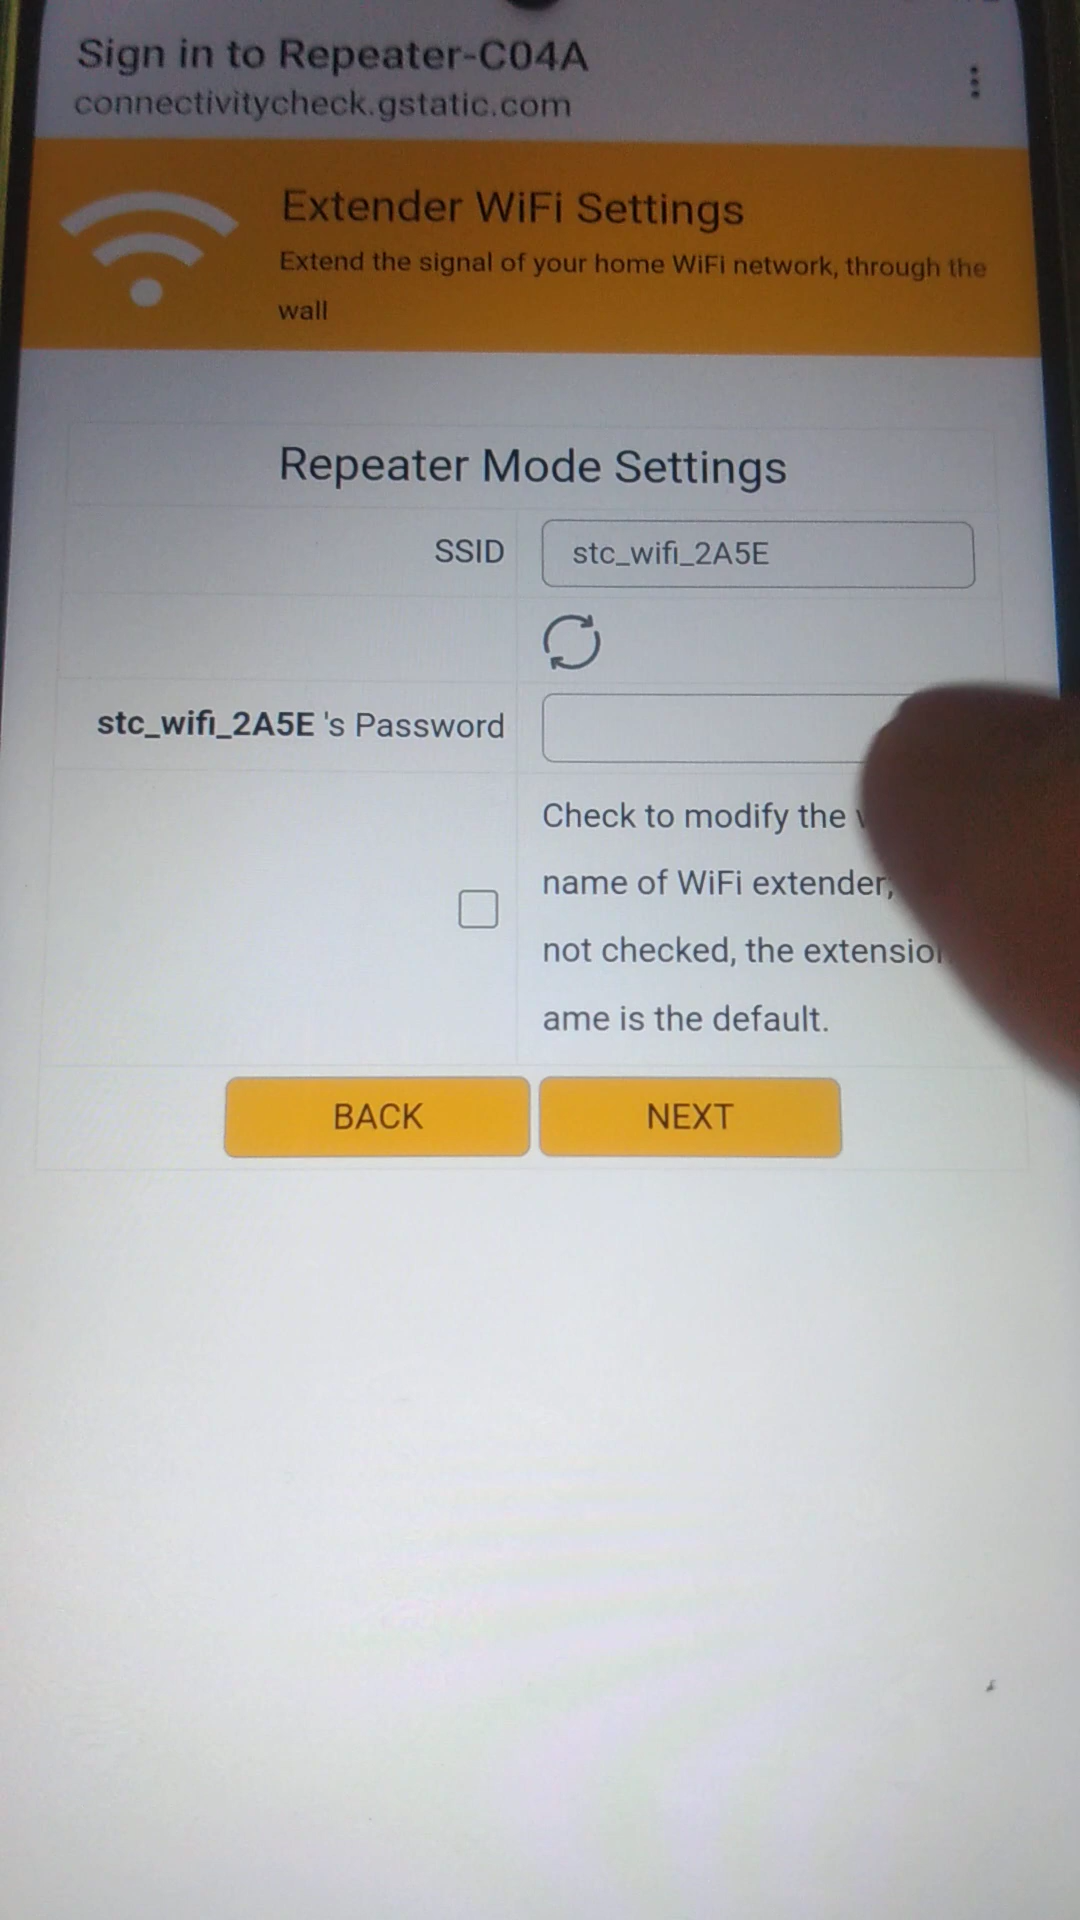 Sign in to Repeater-C04A
connectivitycheck.gstatic.com
Extender WiFi Settings
Extend the signal of your home WiFi network, through the
wall
Repeater Mode Settings
SSID
stc_wifi_2A5E
stc_wifi_2A5E 's Password
Check to modify the
name of WiFi extender;
not checked, the extension
ame is the default.
BACK
NEXT